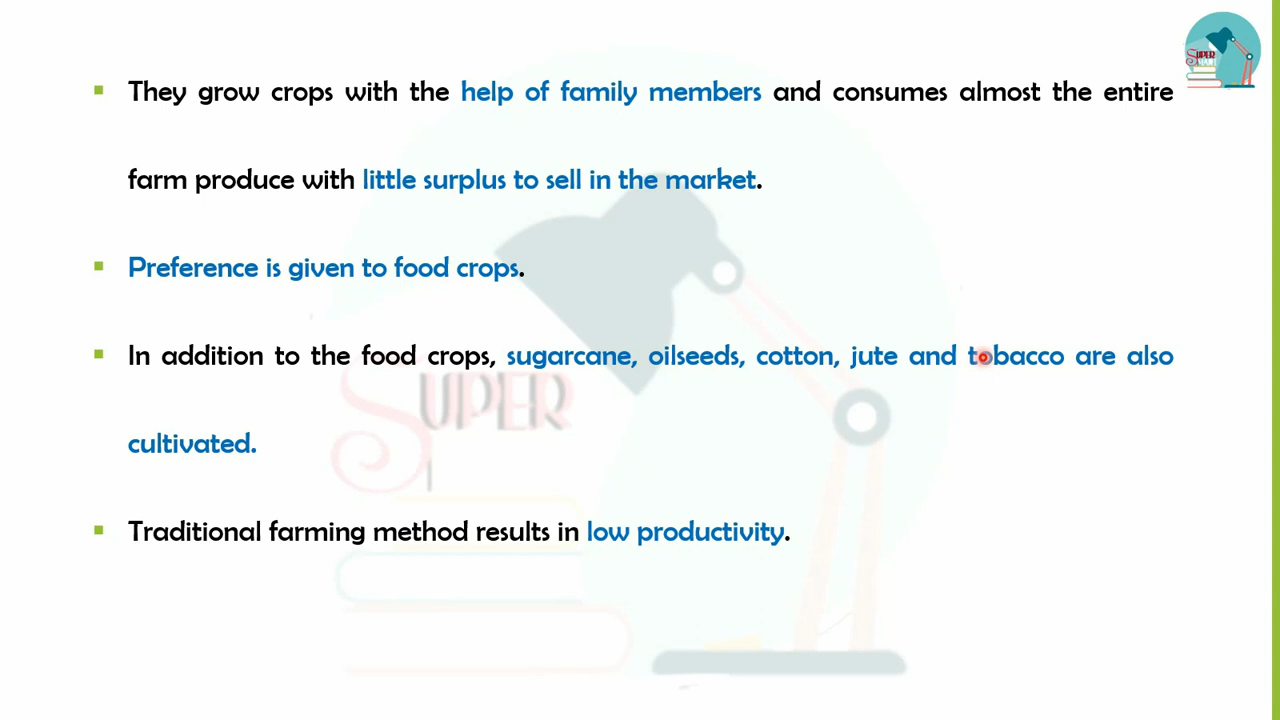 ▪ They grow crops with the help of family members and consumes almost the entire
farm produce with little surplus to sell in the market.
▪ Preference is given to food crops.
▪ In addition to the food crops, sugarcane, oilseeds, cotton, jute and tobacco are also
cultivated.
▪ Traditional farming method results in low productivity.
SUPER